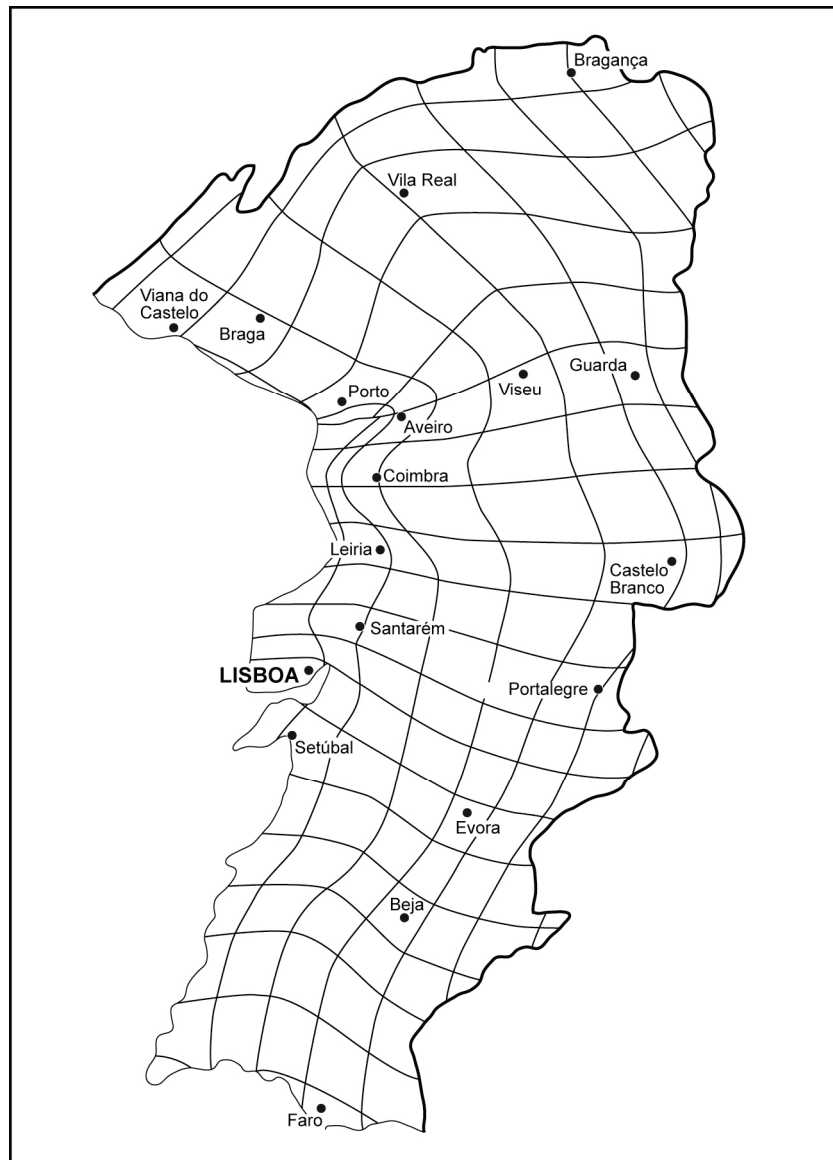 Bragança
Vila Real
Viana do
Castelo
Braga
Guarda
Viseu
Porto
Aveiro
Coimbra
Leiria
Castelo
Branco
Santarém
LISBOA
Portalegre
Setúbal
Evora
Beja
Faro